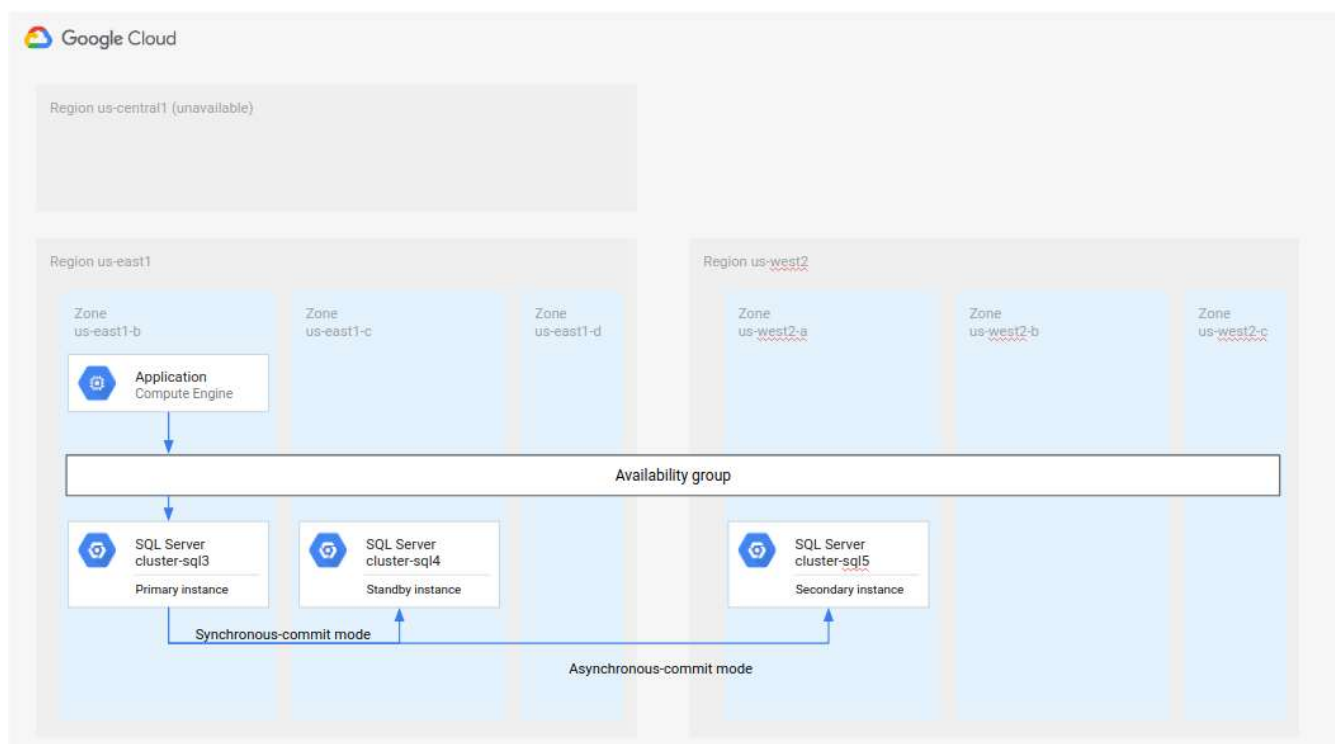 Google Cloud
Region us-central1 (unavailable)
Region us-east1
Zone
us-east1-b
Zone
us-east1-c
Zone
us-east1-d
Application
Compute Engine
Region us-west2
Zone
us-west2-a
Zone
us-west2-b
Zone
us-west2-c
Availability group
SQL Server
cluster-sql3
Primary instance
SQL Server
cluster-sql4
Standby instance
SQL Server
cluster-sql5
Secondary instance
Synchronous-commit mode
Asynchronous-commit mode